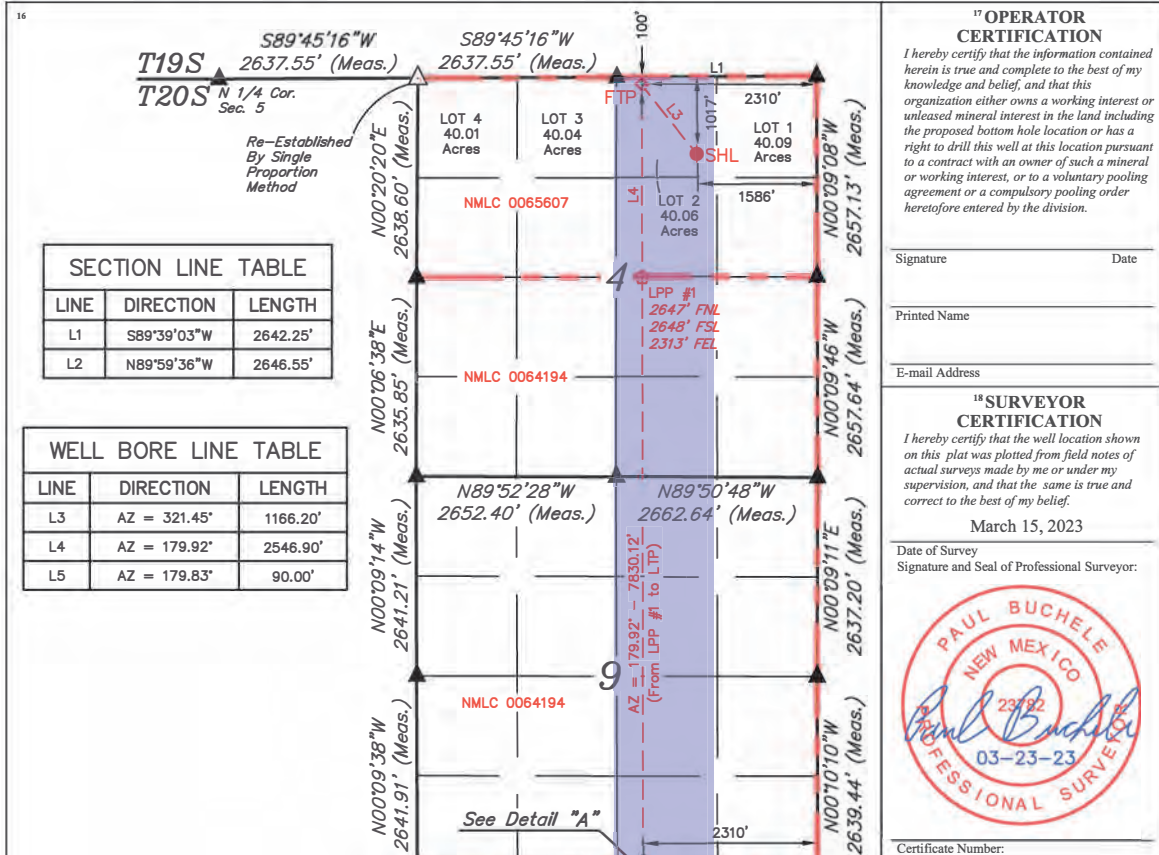 16
T19S
T20S
N 1/4 Cor.
Sec. 5
S89°45'16"W
2637.55' (Meas.)
S89°45'16"W
2637.55' (Meas.)
100'
L1
FTP
2310'
1017'
L3
SHL
1586'
L4
Re-Established
By Single
Proportion
Method
LOT 4
40.01
Acres
LOT 3
40.04
Acres
LOT 1
40.09
Arces
LOT 2
40.06
Acres
NMLC 0065607
N00°20'20"E
2638.60' (Meas.)
N00°09'08"W
2657.13' (Meas.)
4
LPP #1
2647' FNL
2648' FSL
2313' FEL
NMLC 0064194
N00°06'38"E
2635.85' (Meas.)
N00°09'46"W
2657.64' (Meas.)
N89°52'28"W
2652.40' (Meas.)
N89°50'48"W
2662.64' (Meas.)
N00°09'14"W
2641.21' (Meas.)
N00°09'11"E
2637.20' (Meas.)
AZ = 179.92° - 7830.12'
(From LPP #1 to LTP)
9
NMLC 0064194
N00°09'38"W
2641.91' (Meas.)
N00°10'10"W
2639.44' (Meas.)
See Detail "A"
2310'
SECTION LINE TABLE
LINE DIRECTION LENGTH
L1 S89°39'03"W 2642.25'
L2 N89°59'36"W 2646.55'
WELL BORE LINE TABLE
LINE DIRECTION LENGTH
L3 AZ = 321.45° 1166.20'
L4 AZ = 179.92° 2546.90'
L5 AZ = 179.83° 90.00'
17 OPERATOR
CERTIFICATION
I hereby certify that the information contained
herein is true and complete to the best of my
knowledge and belief, and that this
organization either owns a working interest or
unleased mineral interest in the land including
the proposed bottom hole location or has a
right to drill this well at this location pursuant
to a contract with an owner of such a mineral
or working interest, or to a voluntary pooling
agreement or a compulsory pooling order
heretofore entered by the division.
Signature Date
Printed Name
E-mail Address
18 SURVEYOR
CERTIFICATION
I hereby certify that the well location shown
on this plat was plotted from field notes of
actual surveys made by me or under my
supervision, and that the same is true and
correct to the best of my belief.
March 15, 2023
Date of Survey
Signature and Seal of Professional Surveyor:
PAUL BUCHELE
NEW MEXICO
23782
Paul Buchele
03-23-23
PROFESSIONAL SURVEYOR
Certificate Number: